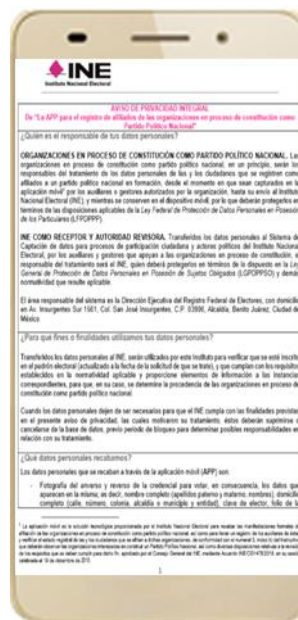 INE
Instituto Nacional Electoral
AVISO DE PRIVACIDAD INTEGRAL
De "La APP para el registro de afiliados de las organizaciones en proceso de constitución como
Partido Político Nacional"
¿Quién es el responsable de tus datos personales?
ORGANIZACIONES EN PROCESO DE CONSTITUCIÓN COMO PARTIDO POLÍTICO NACIONAL. Las
organizaciones en proceso de constitución como partido político nacional, en un principio, serán los
responsables del tratamiento de los datos personales de las y los ciudadanos que se registren como
afiliados a un partido político nacional en formación, desde el momento en que sean capturados en la
aplicación móvil¹ por los auxiliares o gestores autorizados por la organización, hasta su envío al Instituto
Nacional Electoral (INE), y mientras se conserven en el dispositivo móvil, por lo que deberán protegerlos en
términos de las disposiciones aplicables de la Ley Federal de Protección de Datos Personales en Posesión
de los Particulares (LFPDPPP).
INE COMO RECEPTOR Y AUTORIDAD REVISORA. Transferidos los datos personales al Sistema de
Captación de datos para procesos de participación ciudadana y actores políticos del Instituto Nacional
Electoral, por los auxiliares y gestores que apoyan a las organizaciones en proceso de constitución, el
responsable del tratamiento será el INE, quien deberá protegerlos en términos de lo dispuesto en la Ley
General de Protección de Datos Personales en Posesión de Sujetos Obligados (LGPDPPSO) y demás
normatividad que resulte aplicable.
El área responsable del sistema es la Dirección Ejecutiva del Registro Federal de Electores, con domicilio
en Av. Insurgentes Sur 1561, Col. San José Insurgentes, C.P. 03900, Alcaldía, Benito Juárez, Ciudad de
México
¿Para qué fines o finalidades utilizamos tus datos personales?
Transferidos los datos personales al INE, serán utilizados por este Instituto para verificar que se esté inscrito
en el padrón electoral (actualizado a la fecha de la solicitud de que se trate), y que cumplan con los requisitos
establecidos en la normatividad aplicable y proporcione elementos de información a las instancias
correspondientes, para que, en su caso, se determine la procedencia de las organizaciones en proceso de
constitución como partido político nacional.
Cuando los datos personales dejen de ser necesarios para que el INE cumpla con las finalidades previstas
en el presente aviso de privacidad, las cuales motivaron su tratamiento, éstos deberán suprimirse o
cancelarse de la base de datos, previo periodo de bloqueo para determinar posibles responsabilidades en
relación con su tratamiento.
¿Qué datos personales recabamos?
Los datos personales que se recaban a través de la aplicación móvil (APP) son:
- Fotografía del anverso y reverso de la credencial para votar, en consecuencia, los datos que
aparecen en la misma; es decir, nombre completo (apellidos paterno y materno; nombres), domicilio
completo (calle, número, colonia, alcaldía o municipio y entidad), clave de elector, folio de la
1